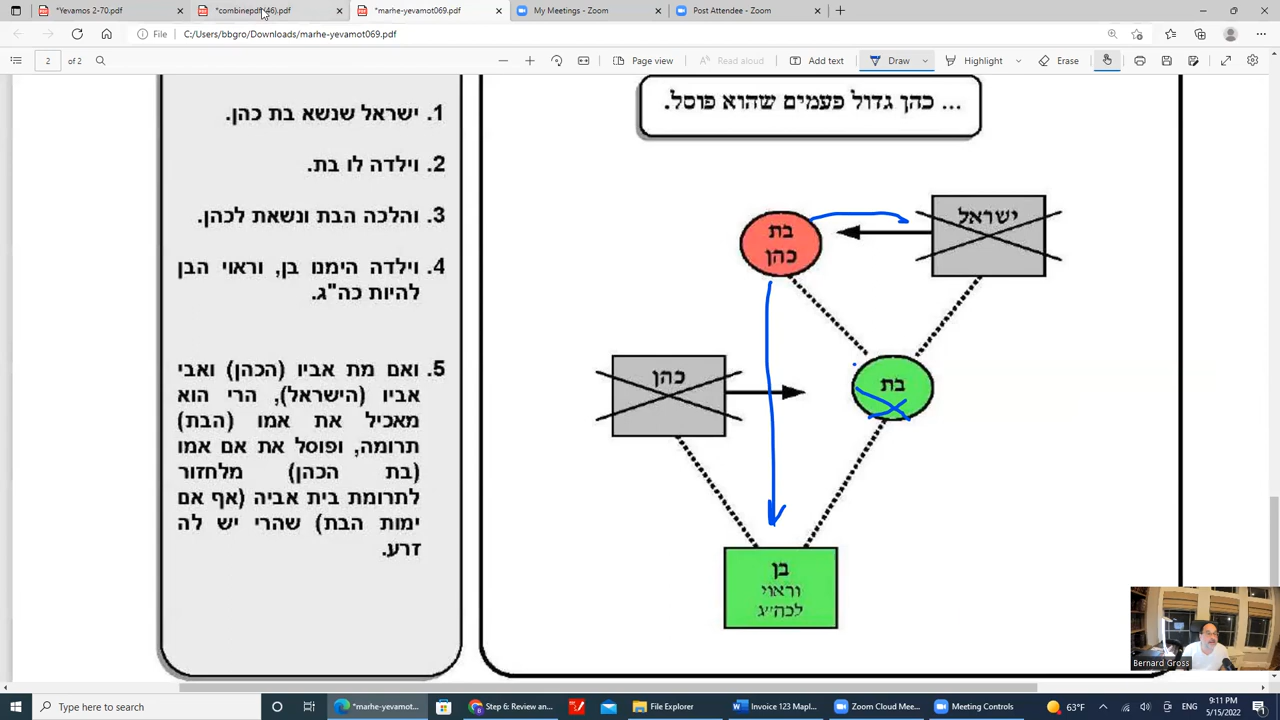 *Yevamos 2-70.pdf
*combinepdf (46).pdf
*marhe-yevamot069.pdf
My Meetings - Zoom
Post Attendee - Zoom
File
C:/Users/bbgro/Downloads/marhe-yevamot069.pdf
2
of 2
Page view
Read aloud
Add text
Draw
Highlight
Erase
... כהן גדול פעמים שהוא פוסל.
1. ישראל שנשא בת כהן.
2. וילדה לו בת.
3. והלכה הבת ונשאת לכהן.
4. וילדה הימנו בן, וראוי הבן
להיות כה"ג.
5. ואם מת אביו (הכהן) ואבי
אביו (הישראל), הרי הוא
מאכיל את אמו (הבת)
תרומה, ופוסל את אם אמו
(בת הכהן) מלחזור
לתרומת בית אביה (אף אם
ימות הבת) שהרי יש לה
זרע.
ישראל
בת
כהן
כהן
בת
בן
וראוי
לכה"ג
Bernard Gross
Type here to search
*marhe-yevamot069...
Step 6: Review an...
File Explorer
Invoice 123 Mapl...
Zoom Cloud Mee...
Meeting Controls
63°F
9:11 PM
5/15/2022